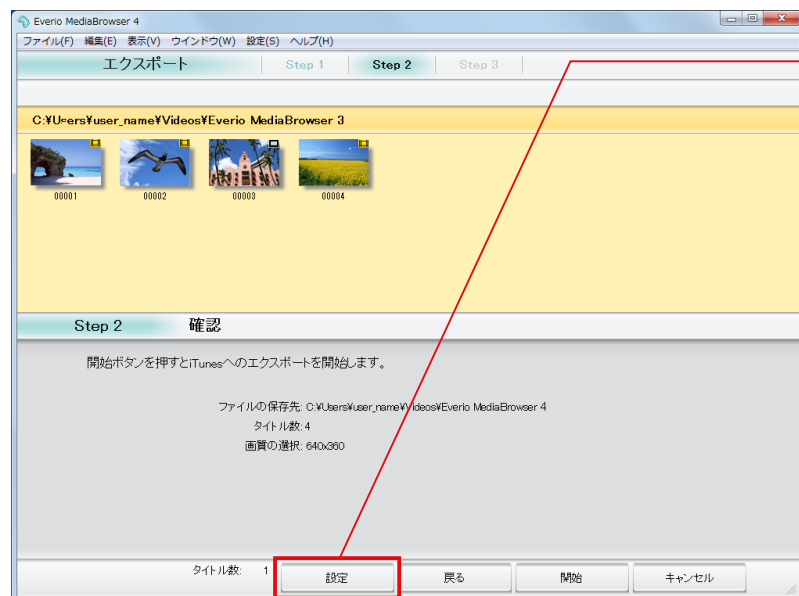 Everio MediaBrowser 4
ファイル(F) 編集(E) 表示(V) ウインドウ(W) 設定(S) ヘルプ(H)
エクスポート Step 1 Step 2 Step 3
C:¥Users¥user_name¥Videos¥Everio MediaBrowser 3
00001 00002 00003 00004
Step 2 確認
開始ボタンを押すとiTunesへのエクスポートを開始します。
ファイルの保存先: C:¥Users¥user_name¥Videos¥Everio MediaBrowser 4
タイトル数: 4
画質の選択: 640x360
タイトル数: 1 設定 戻る 開始 キャンセル